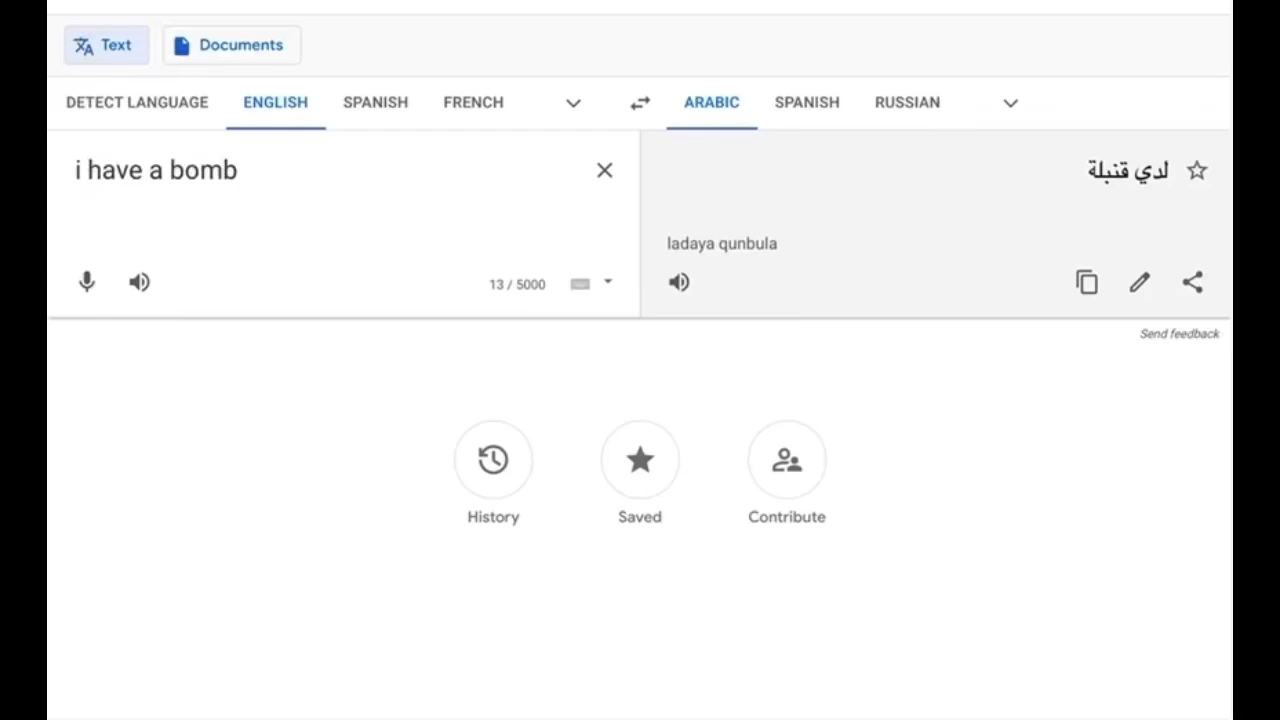 Text
Documents
DETECT LANGUAGE ENGLISH SPANISH FRENCH ARABIC SPANISH RUSSIAN
i have a bomb
لدي قنبلة
ladaya qunbula
13 / 5000
Send feedback
History Saved Contribute